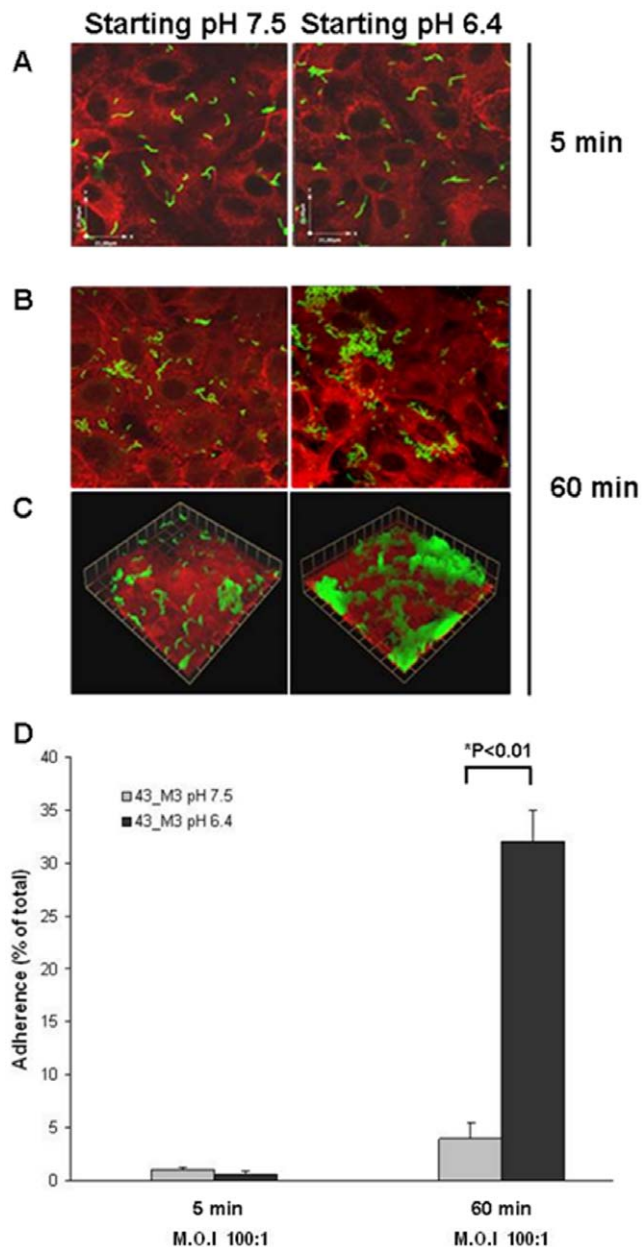 Starting pH 7.5 Starting pH 6.4
A
5 min
B
60 min
C
D
*P<0.01
43_M3 pH 7.5
43_M3 pH 6.4
Adherence (% of total)
40
35
30
25
20
15
10
5
0
5 min 60 min
M.O.I 100:1 M.O.I 100:1